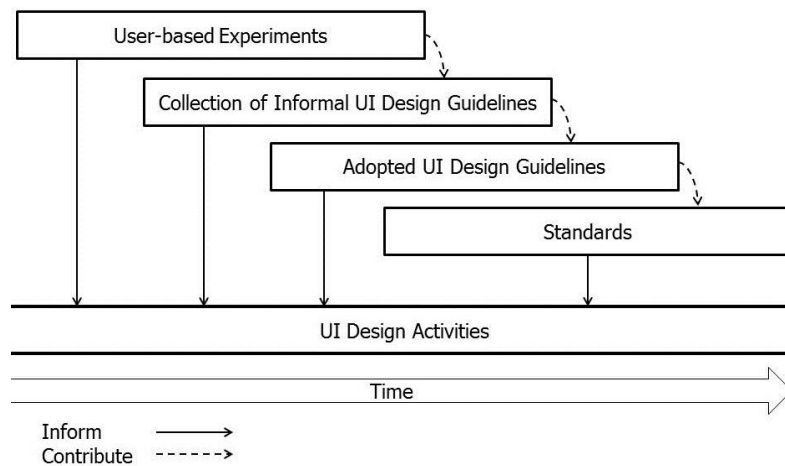 User-based Experiments
Collection of Informal UI Design Guidelines
Adopted UI Design Guidelines
Standards
UI Design Activities
Time
Inform
Contribute